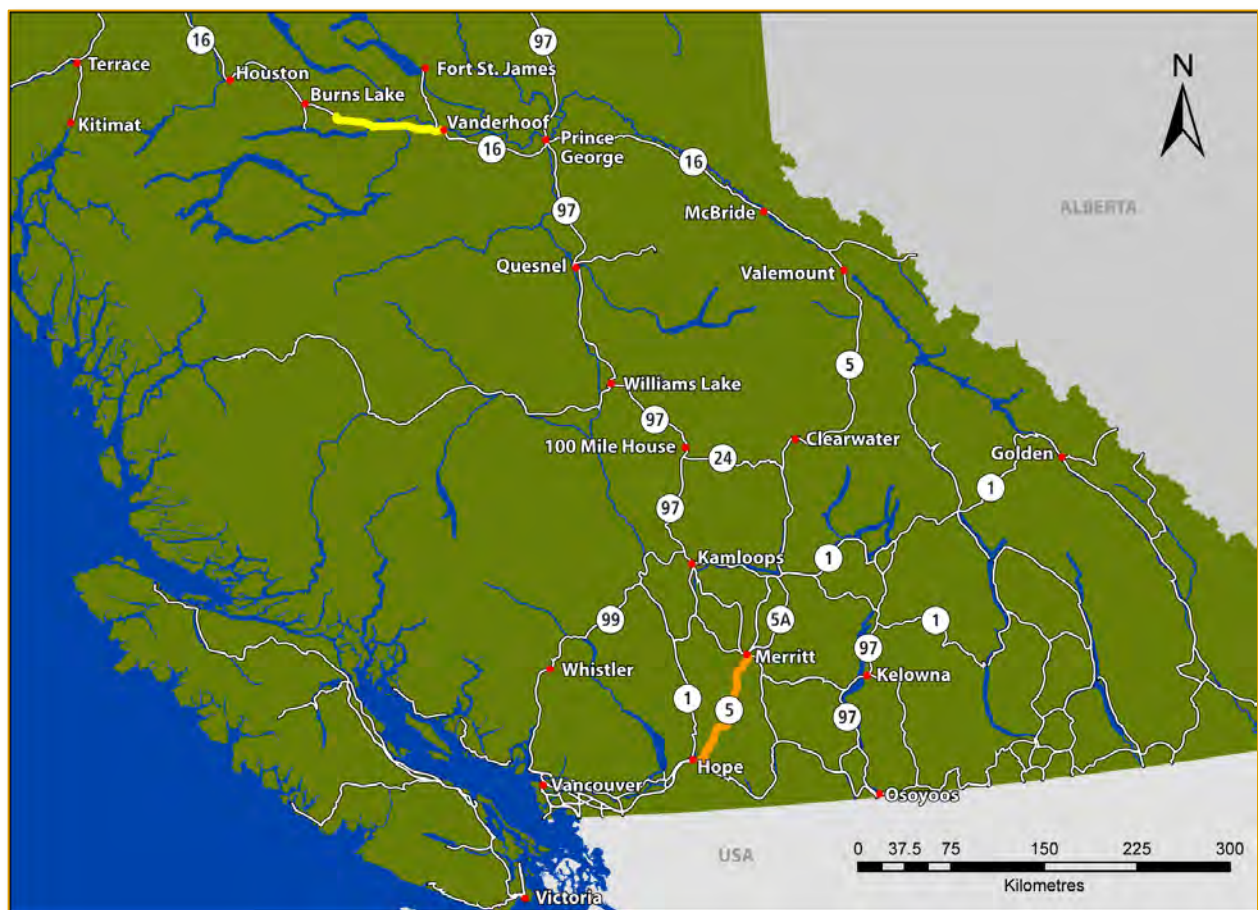 16
97
Terrace
Houston
Fort St. James
N
Burns Lake
Kitimat
Vanderhoof
16
Prince
George
16
ALBERTA
97
McBride
Quesnel
Valemount
5
Williams Lake
97
100 Mile House
24
Clearwater
Golden
1
97
Kamloops
1
99
5A
1
Merritt
97
Whistler
Kelowna
1
5
97
Hope
Vancouver
Osoyoos
USA
0 37.5 75 150 225 300
Kilometres
Victoria